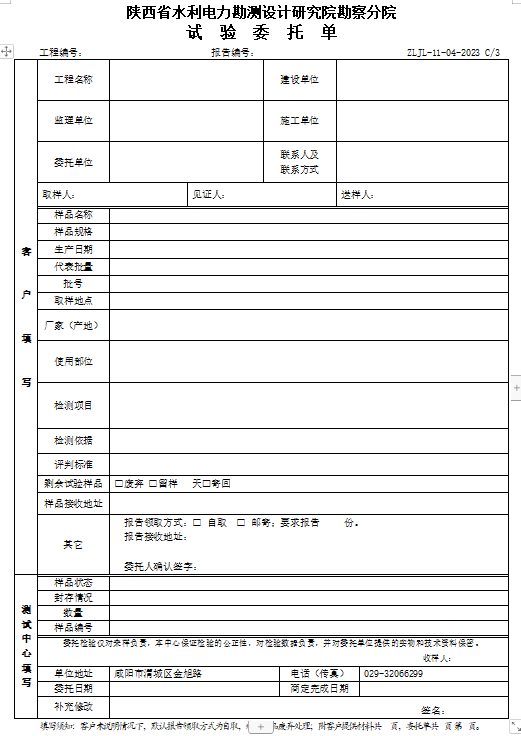 陕西省水利电力勘测设计研究院勘察分院
试 验 委 托 单
工程编号： 报告编号： ZLJL-11-04-2023 C/3
客户填写
工程名称 建设单位
监理单位 施工单位
委托单位 联系人及
联系方式
取样人： 见证人： 送样人：
样品名称
样品规格
生产日期
代表批量
批号
取样地点
厂家（产地）
使用部位
检测项目
检测依据
评判标准
剩余试验样品 □废弃 □留样 天□寄回
样品接收地址
其它
报告领取方式：□ 自取 □ 邮寄；要求报告 份。
报告接收地址：
委托人确认签字：
测试中心填写
样品状态
封存情况
数量
样品编号
委托检验仅对来样负责，本中心保证检验的公正性，对检验数据负责，并对委托单位提供的实物和技术资料保密。
收样人：
单位地址 咸阳市渭城区金旭路 电话（传真） 029-32066299
委托日期 商定完成日期
补充修改 签名：
填写须知：客户未说明情况下，默认报告领取方式为自取，废弃处理；附客户提供材料共 页，委托单共 页 第 页。